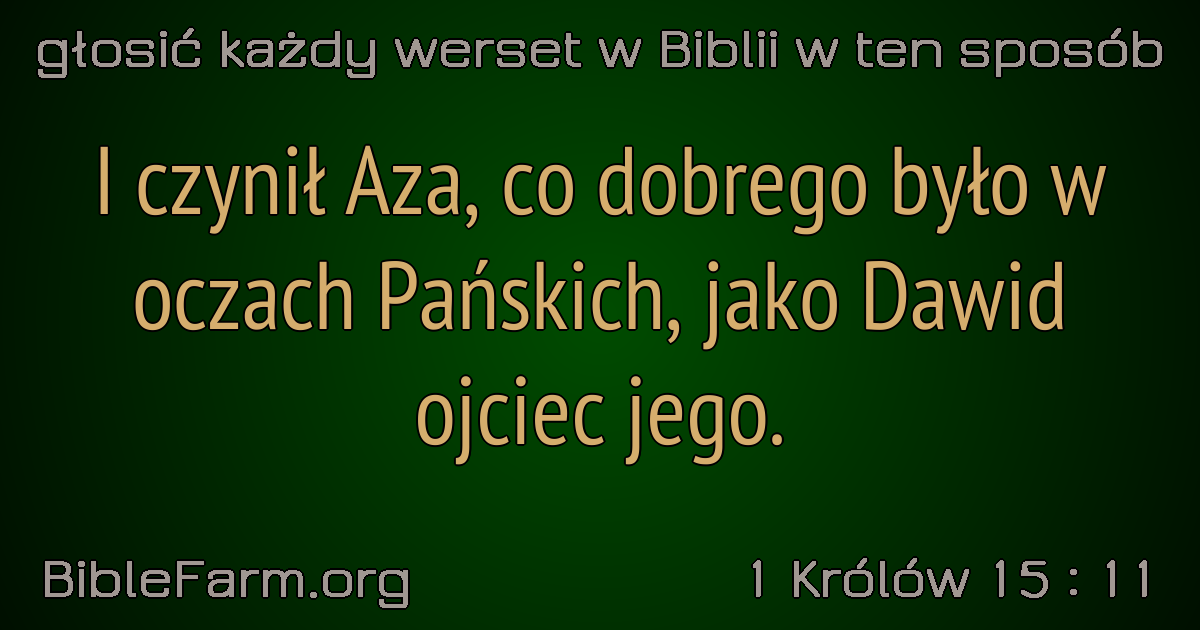 głosić każdy werset w Biblii w ten sposób
I czynił Aza, co dobrego było w
oczach Pańskich, jako Dawid
ojciec jego.
BibleFarm.org
1 Królów 15 : 11